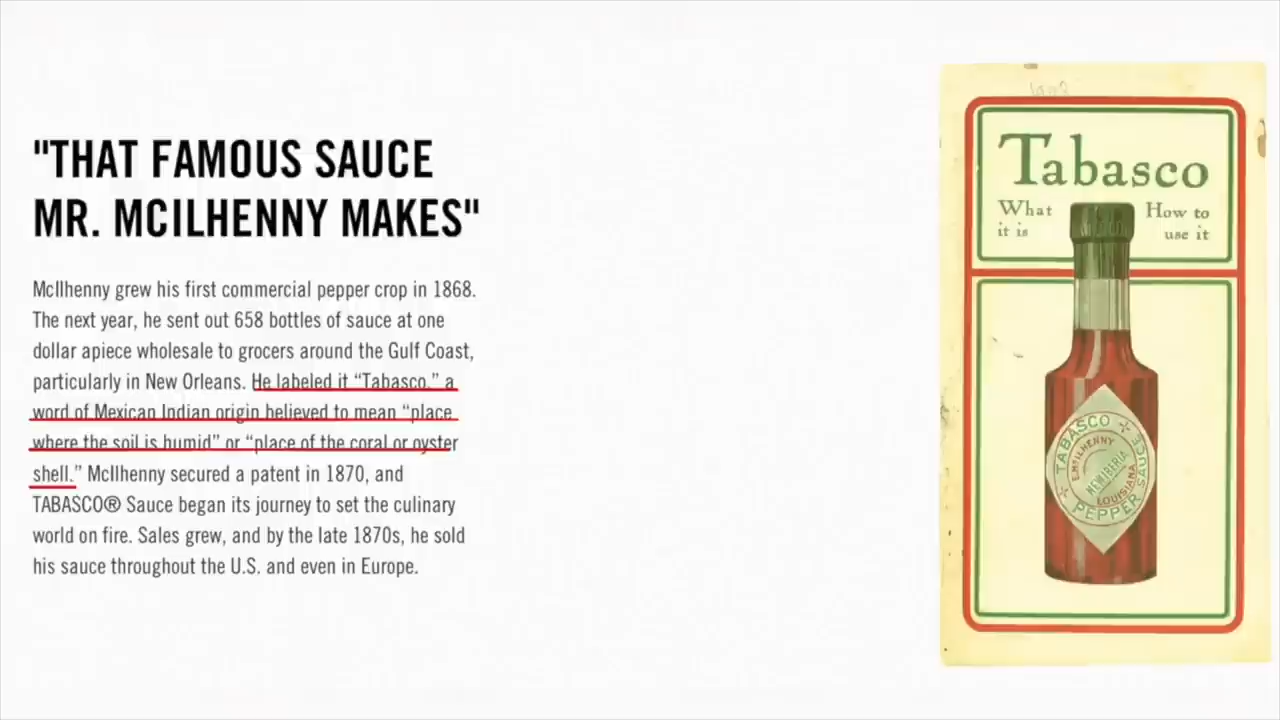 "THAT FAMOUS SAUCE
MR. MCILHENNY MAKES"
McIlhenny grew his first commercial pepper crop in 1868.
The next year, he sent out 658 bottles of sauce at one
dollar apiece wholesale to grocers around the Gulf Coast,
particularly in New Orleans. He labeled it “Tabasco,” a
word of Mexican Indian origin believed to mean “place
where the soil is humid” or “place of the coral or oyster
shell.” McIlhenny secured a patent in 1870, and
TABASCO® Sauce began its journey to set the culinary
world on fire. Sales grew, and by the late 1870s, he sold
his sauce throughout the U.S. and even in Europe.
Tabasco
What
it is
How to
use it
TABASCO
PEPPER
SAUCE
E.MCILHENNY
NEW IBERIA
LOUISIANA